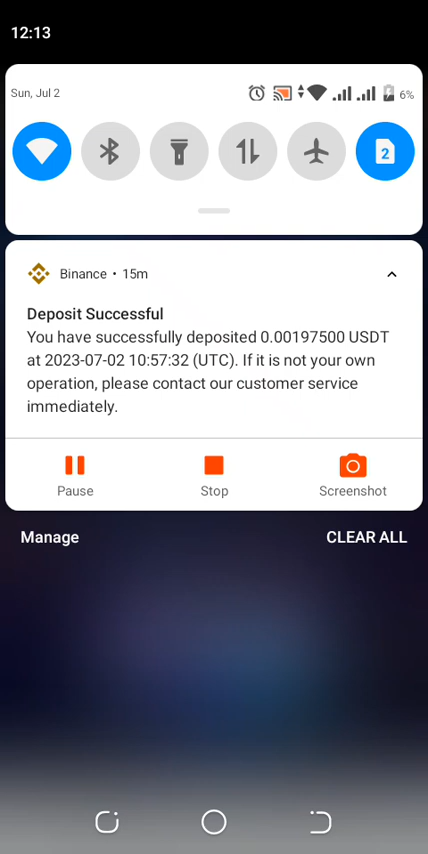 12:13
Sun, Jul 2
6%
2
Binance • 15m
Deposit Successful
You have successfully deposited 0.00197500 USDT
at 2023-07-02 10:57:32 (UTC). If it is not your own
operation, please contact our customer service
immediately.
Pause
Stop
Screenshot
Manage
CLEAR ALL